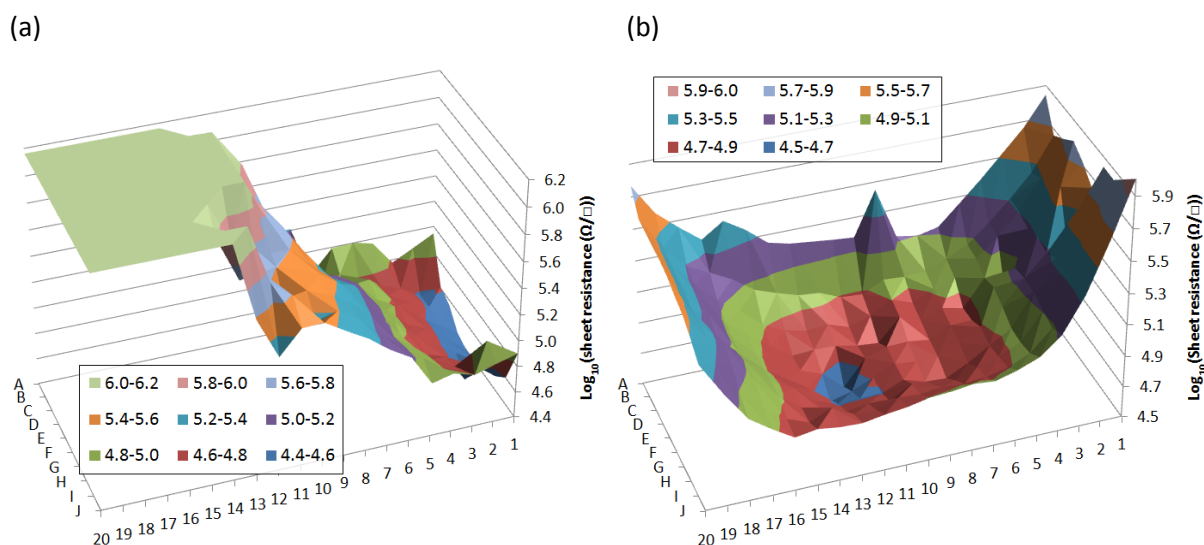 (a)
6.2
6.0
5.8
5.6
5.4
5.2
5.0
4.8
4.6
4.4
Log10(sheet resistance (Ω/□))
6.0-6.2 5.8-6.0 5.6-5.8
5.4-5.6 5.2-5.4 5.0-5.2
4.8-5.0 4.6-4.8 4.4-4.6
A
B
C
D
E
F
G
H
I
J
20 19 18 17 16 15 14 13 12 11 10 9 8 7 6 5 4 3 2 1
(b)
5.9-6.0 5.7-5.9 5.5-5.7
5.3-5.5 5.1-5.3 4.9-5.1
4.7-4.9 4.5-4.7
5.9
5.7
5.5
5.3
5.1
4.9
4.7
4.5
Log10(sheet resistance (Ω/□))
A
B
C
D
E
F
G
H
I
J
20 19 18 17 16 15 14 13 12 11 10 9 8 7 6 5 4 3 2 1